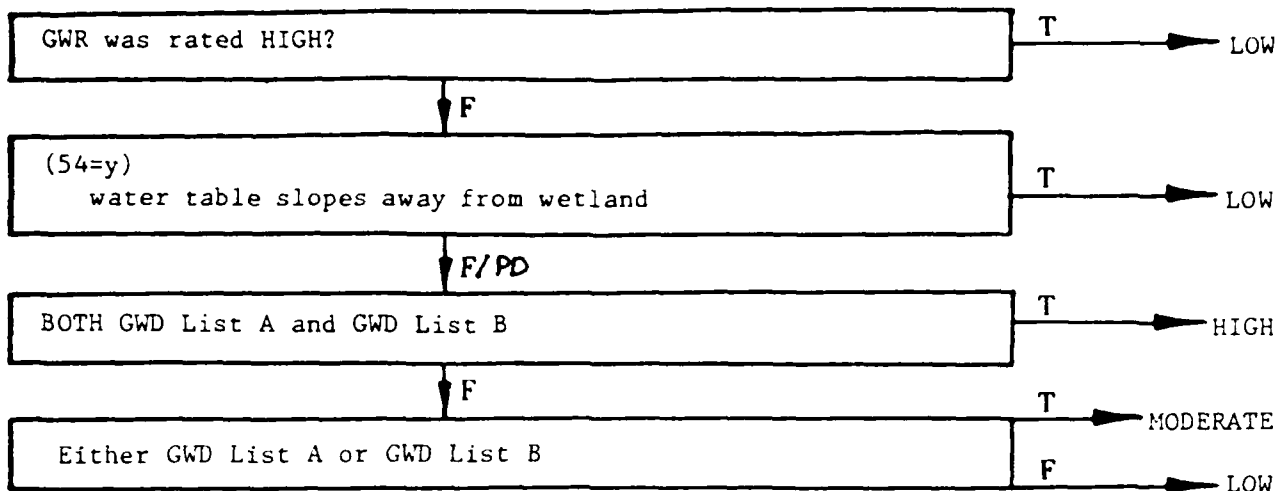 GWR was rated HIGH?
T
LOW
F
(54=y)
water table slopes away from wetland
T
LOW
F/PD
BOTH GWD List A and GWD List B
T
HIGH
F
Either GWD List A or GWD List B
T
MODERATE
F
LOW